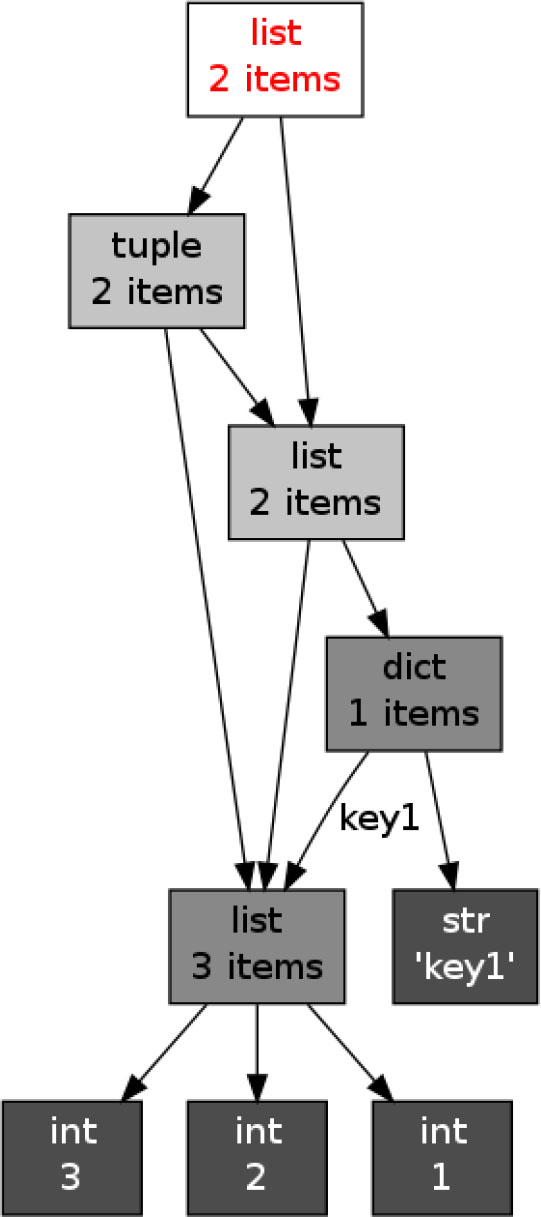 list
2 items
tuple
2 items
list
2 items
dict
1 items
key1
list
3 items
str
'key1'
int
3
int
2
int
1